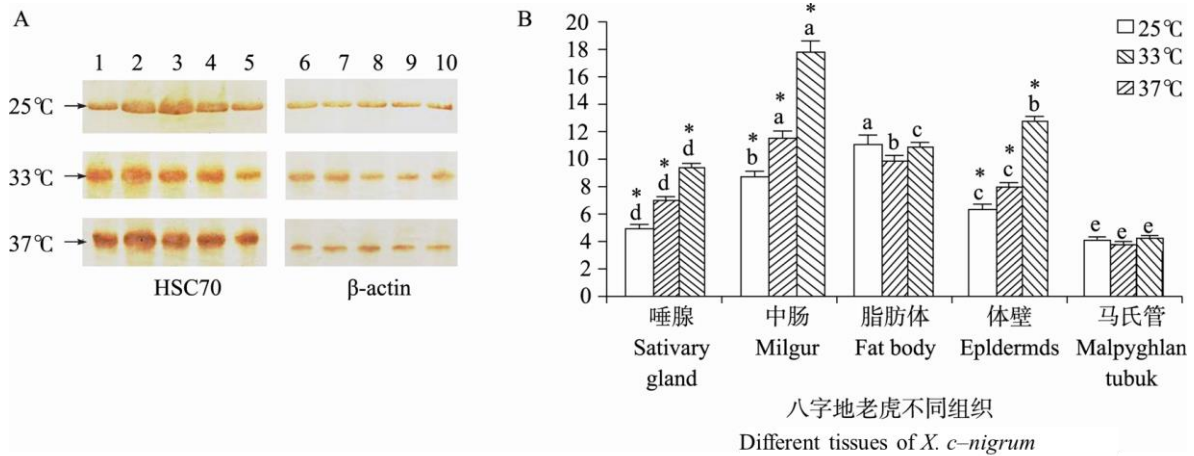 A
1 2 3 4 5
6 7 8 9 10
25℃
33℃
37℃
HSC70
β-actin
B
20
18
16
14
12
10
8
6
4
2
0
25℃
33℃
37℃
* d
* d
* d
* b
* a
* a
a
b
c
* c
* c
* b
e
e
e
唾腺
Sativary
gland
中肠
Milgur
脂肪体
Fat body
体壁
Epldermds
马氏管
Malpyghlan
tubuk
八字地老虎不同组织
Different tissues of X. c–nigrum